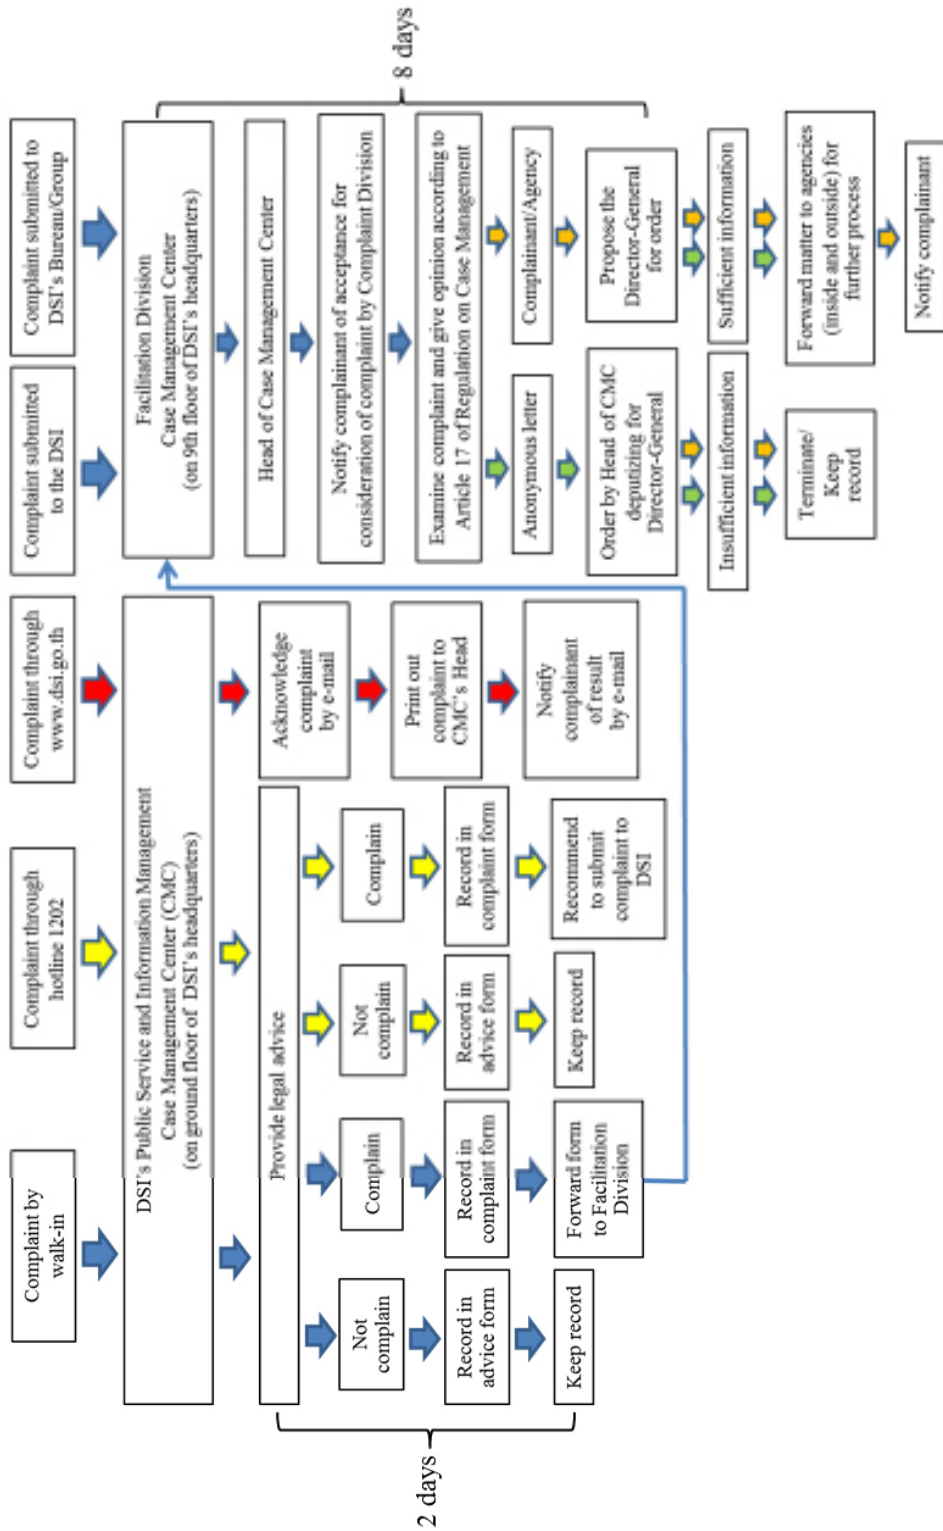 Complaint by
walk-in
Complaint through
hotline 1202
Complaint through
www.dsi.go.th
Complaint submitted
to the DSI
Complaint submitted to
DSI's Bureau/Group
DSI's Public Service and Information Management
Case Management Center (CMC)
(on ground floor of DSI's headquarters)
Provide legal advice
Not
complain
Complain
Not
complain
Complain
Record in
advice form
Record in
complaint form
Record in
advice form
Record in
complaint form
Keep record
Forward form
to Facilitation
Division
Keep record
Recommend
to submit
complaint to
DSI
2 days
Acknowledge
complaint
by e-mail
Print out
complaint to
CMC's Head
Notify
complainant
of result
by e-mail
Facilitation Division
Case Management Center
(on 9th floor of DSI's headquarters)
Head of Case Management Center
Notify complainant of acceptance for
consideration of complaint by Complaint Division
Examine complaint and give opinion according to
Article 17 of Regulation on Case Management
Anonymous letter
Complainant/Agency
Order by Head of CMC
deputizing for
Director-General
Propose the
Director-General
for order
8 days
Insufficient information
Sufficient information
Terminate/
Keep
record
Forward matter to agencies
(inside and outside) for
further process
Notify complainant